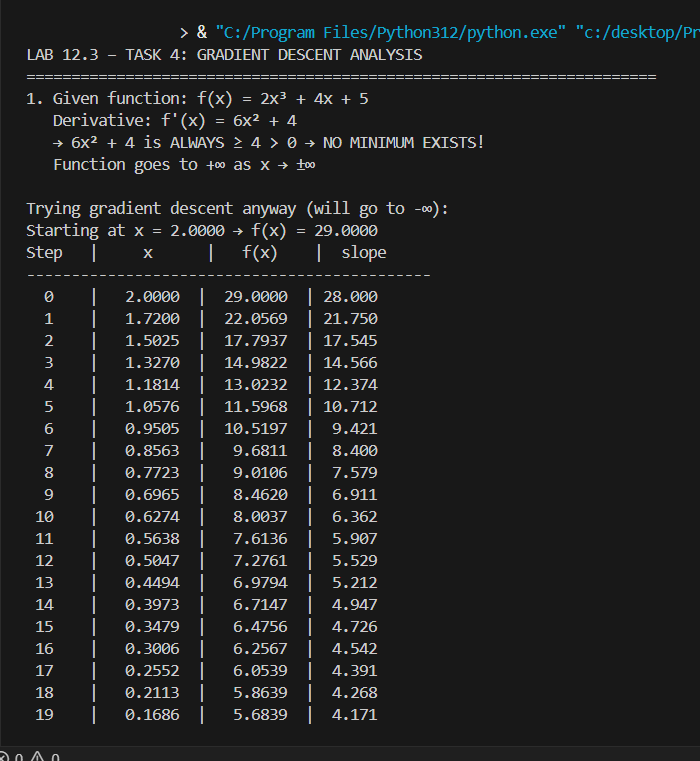 > & "C:/Program Files/Python312/python.exe" "c:/desktop/Pr
LAB 12.3 – TASK 4: GRADIENT DESCENT ANALYSIS
======================================================================
1. Given function: f(x) = 2x³ + 4x + 5
   Derivative: f'(x) = 6x² + 4
   → 6x² + 4 is ALWAYS ≥ 4 > 0 → NO MINIMUM EXISTS!
   Function goes to +∞ as x → ±∞

Trying gradient descent anyway (will go to -∞):
Starting at x = 2.0000 → f(x) = 29.0000
Step   |     x      |   f(x)    |  slope
---------------------------------------------
  0    |   2.0000  |  29.0000  | 28.000
  1    |   1.7200  |  22.0569  | 21.750
  2    |   1.5025  |  17.7937  | 17.545
  3    |   1.3270  |  14.9822  | 14.566
  4    |   1.1814  |  13.0232  | 12.374
  5    |   1.0576  |  11.5968  | 10.712
  6    |   0.9505  |  10.5197  |  9.421
  7    |   0.8563  |   9.6811  |  8.400
  8    |   0.7723  |   9.0106  |  7.579
  9    |   0.6965  |   8.4620  |  6.911
 10    |   0.6274  |   8.0037  |  6.362
 11    |   0.5638  |   7.6136  |  5.907
 12    |   0.5047  |   7.2761  |  5.529
 13    |   0.4494  |   6.9794  |  5.212
 14    |   0.3973  |   6.7147  |  4.947
 15    |   0.3479  |   6.4756  |  4.726
 16    |   0.3006  |   6.2567  |  4.542
 17    |   0.2552  |   6.0539  |  4.391
 18    |   0.2113  |   5.8639  |  4.268
 19    |   0.1686  |   5.6839  |  4.171
0 0